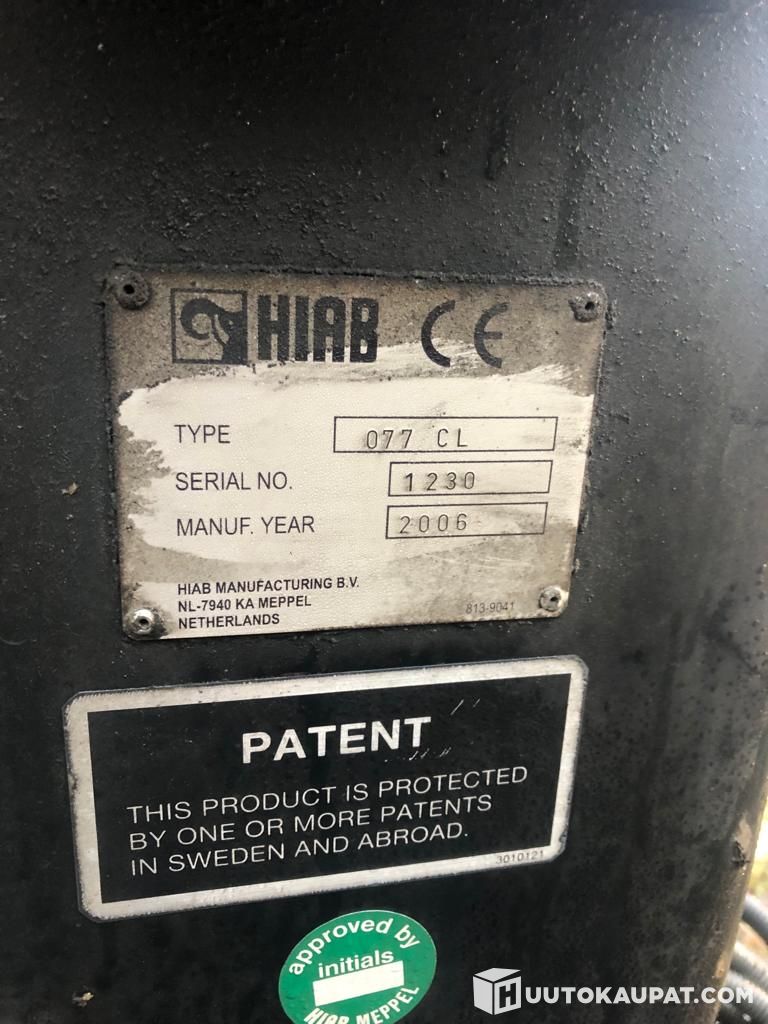 HIAB CE
TYPE 077 CL
SERIAL NO. 1230
MANUF. YEAR 2006
HIAB MANUFACTURING B.V.
NL-7940 KA MEPPEL
NETHERLANDS
813-9041
PATENT
THIS PRODUCT IS PROTECTED
BY ONE OR MORE PATENTS
IN SWEDEN AND ABROAD.
3010121
approved by
initials
HIAB MEPPEL
HUUTOKAUPAT.COM